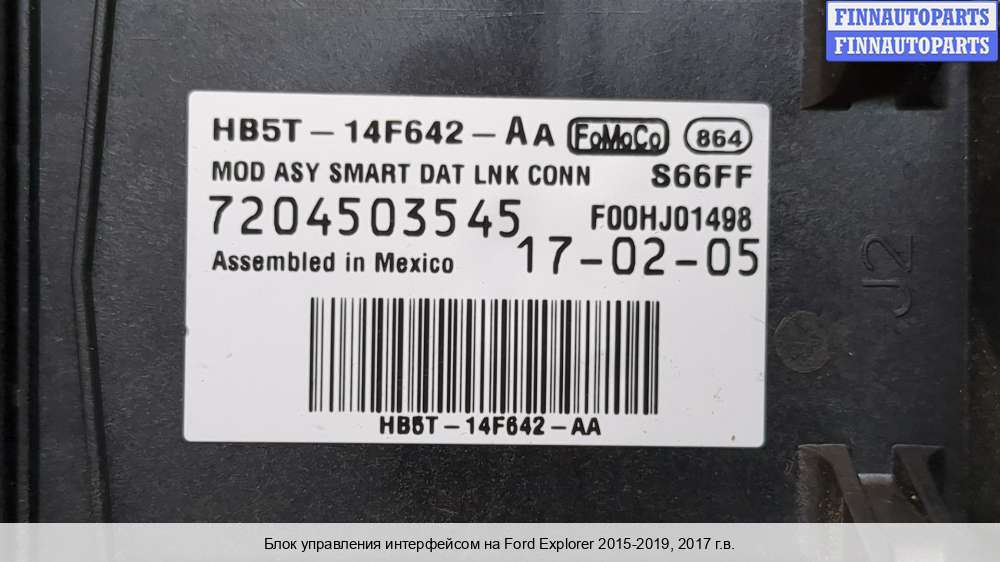 FINNAUTOPARTS
FINNAUTOPARTS
HB5T-14F642-AA FoMoCo 864
MOD ASY SMART DAT LNK CONN S66FF
7204503545 F00HJ01498
Assembled in Mexico 17-02-05
J2
HB5T-14F642-AA
Блок управления интерфейсом на Ford Explorer 2015-2019, 2017 г.в.